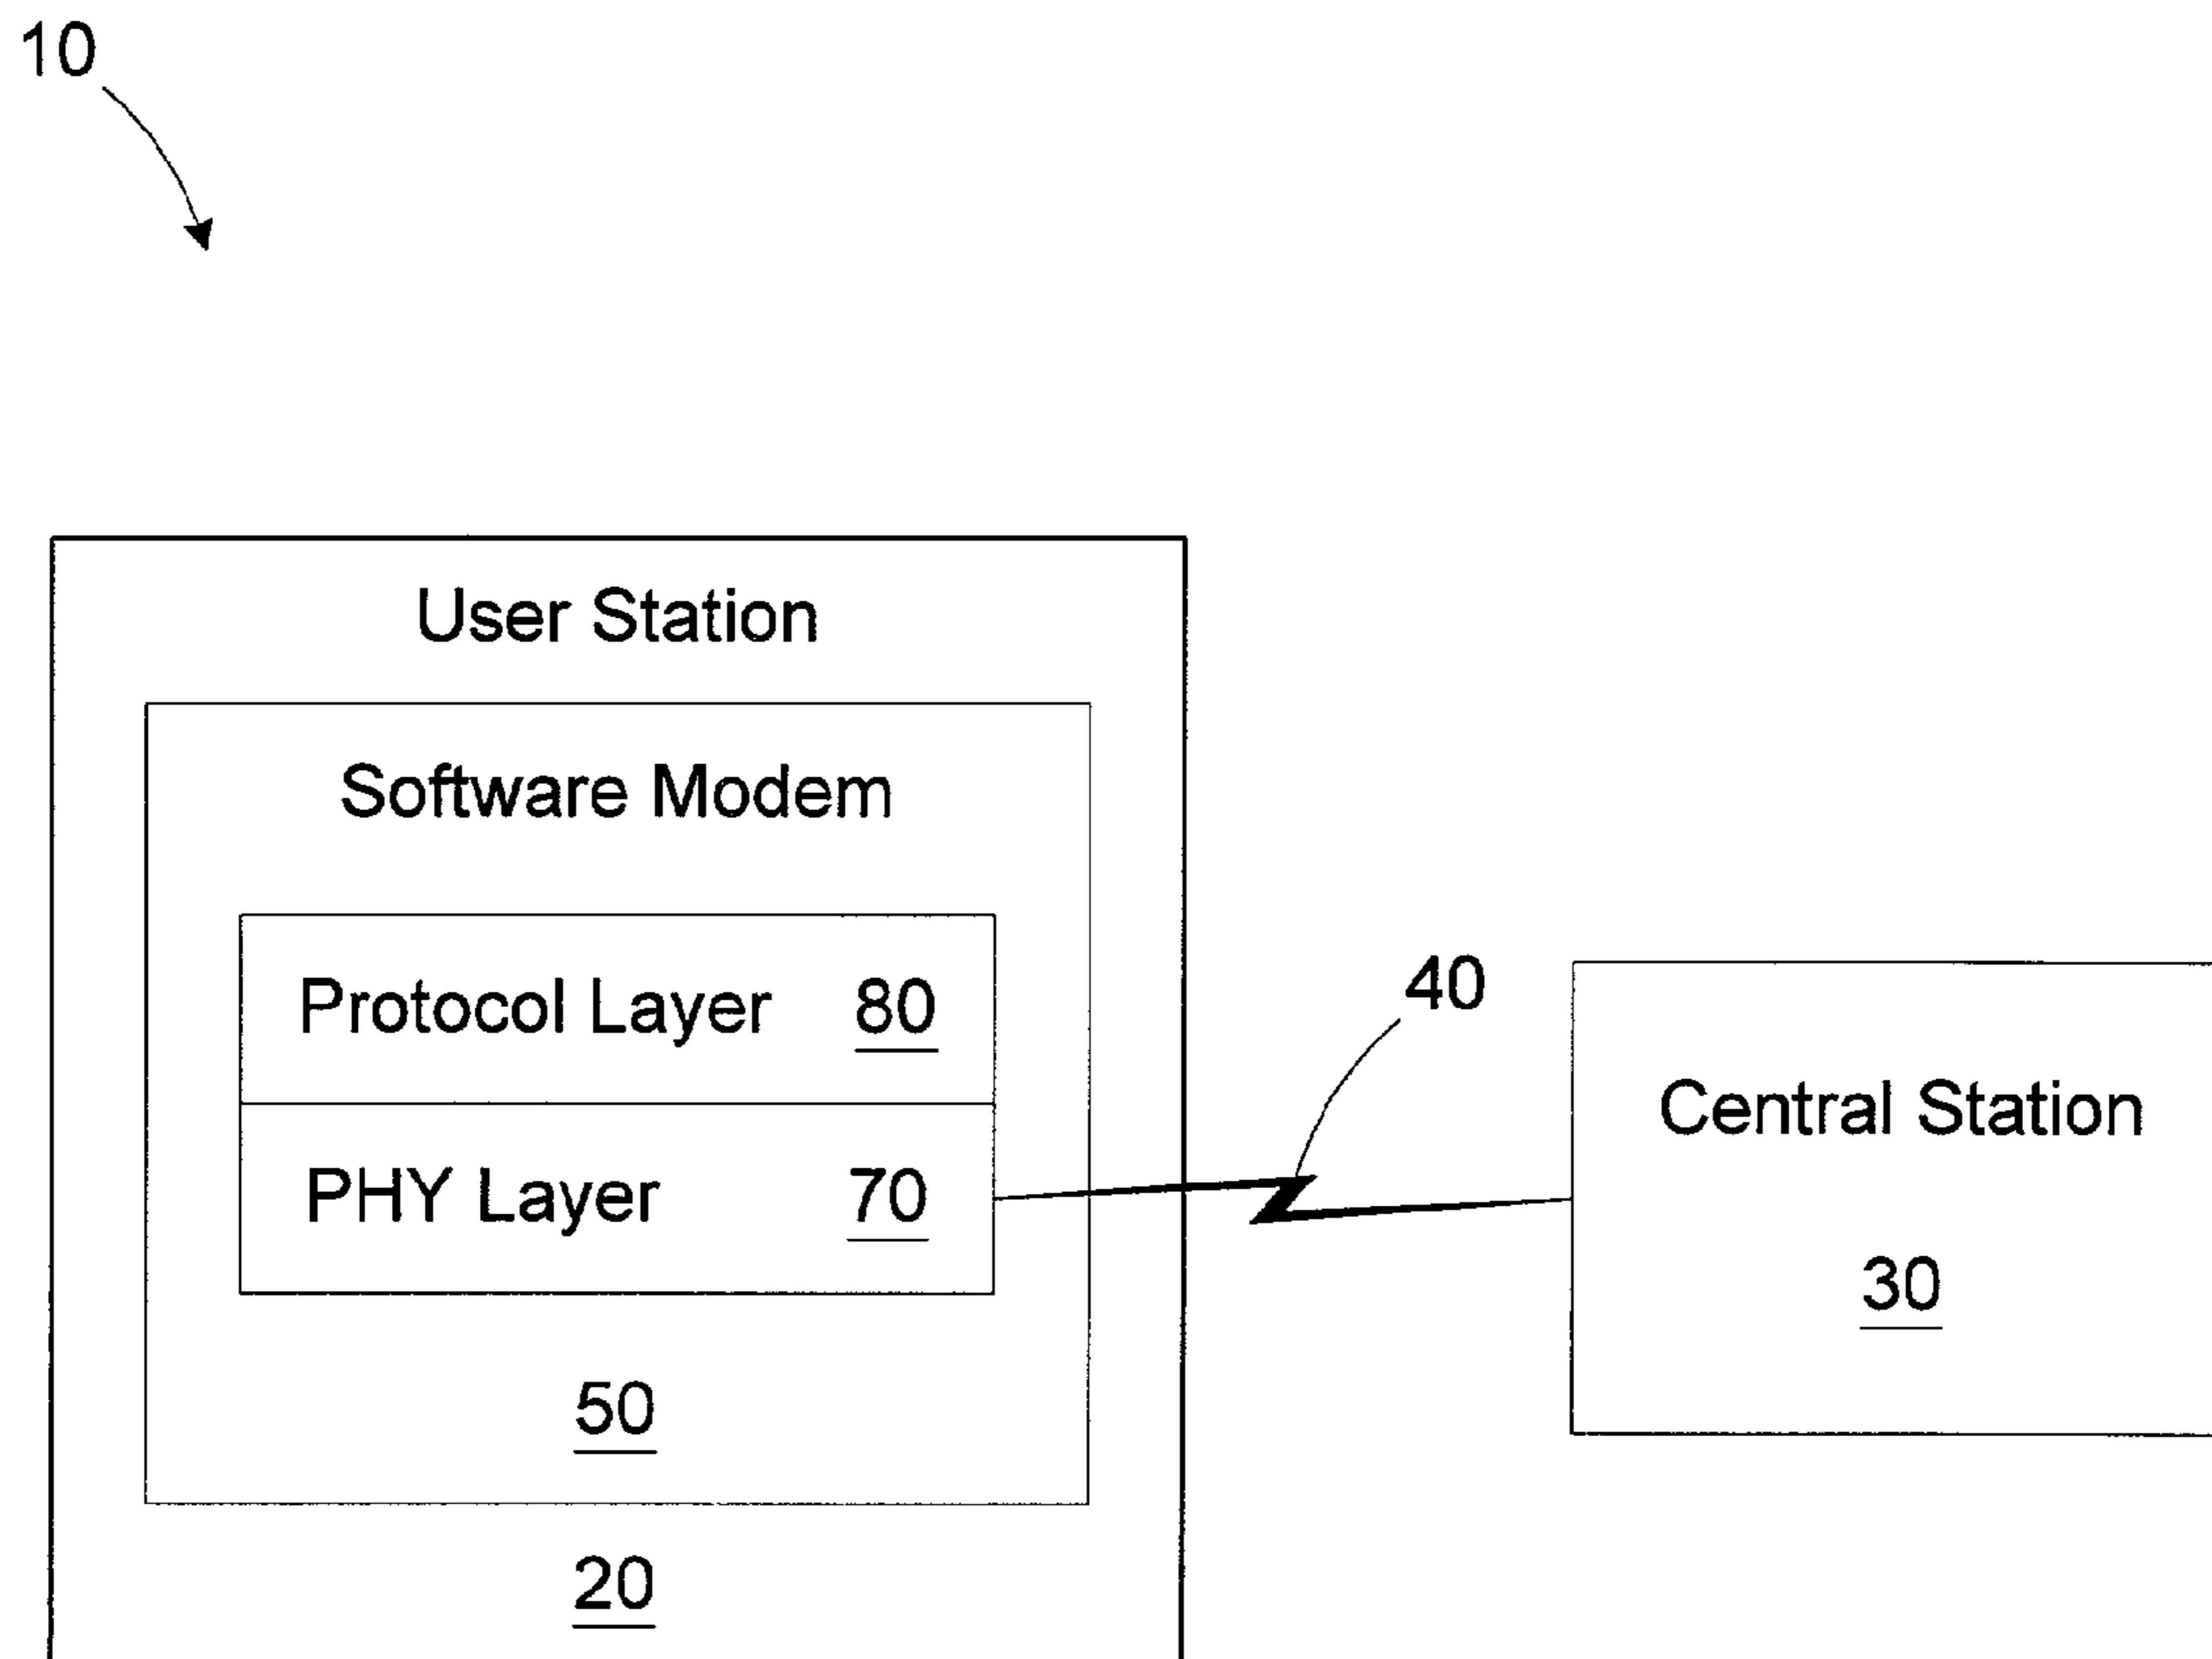 10
User Station
Software Modem
Protocol Layer 80
PHY Layer 70
50
20
40
Central Station
30